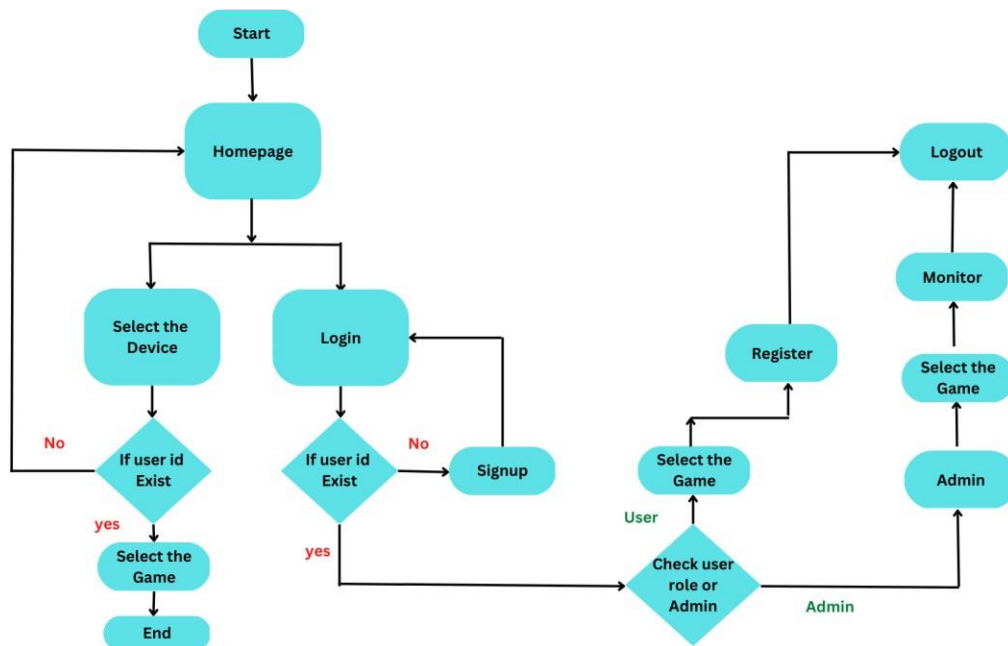 Start
Homepage
Logout
Monitor
Select the
Device
Login
Register
Select the
Game
No
If user id
Exist
If user id
Exist
No
Signup
Select the
Game
Admin
User
yes
Select the
Game
yes
Check user
role or
Admin
Admin
End